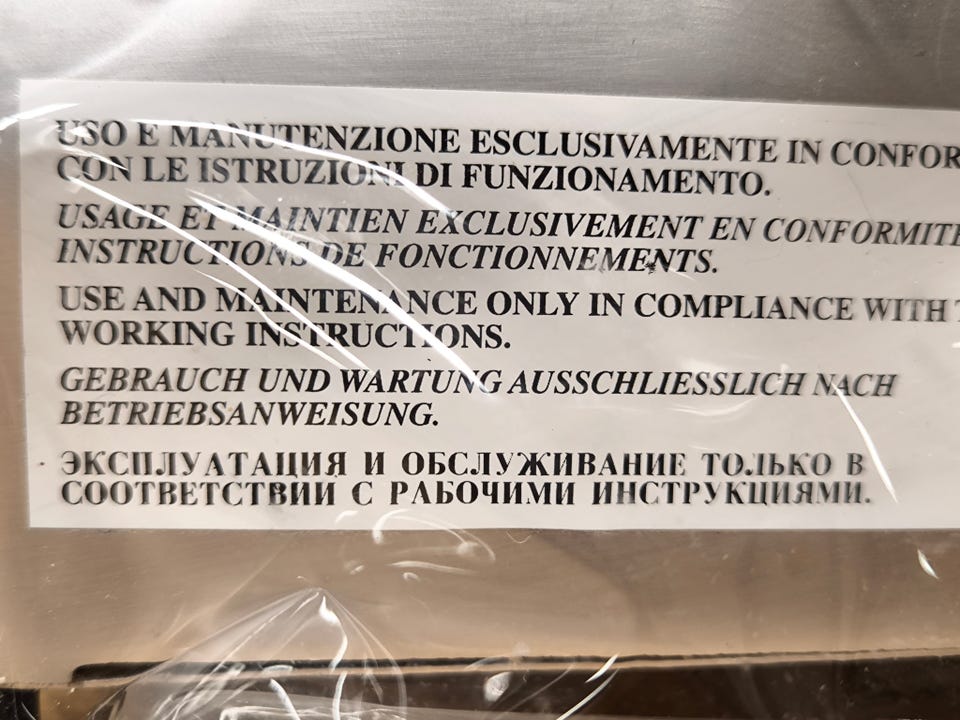 USO E MANUTENZIONE ESCLUSIVAMENTE IN CONFOR
CON LE ISTRUZIONI DI FUNZIONAMENTO.
USAGE ET MAINTIEN EXCLUSIVEMENT EN CONFORMITE
INSTRUCTIONS DE FONCTIONNEMENTS.
USE AND MAINTENANCE ONLY IN COMPLIANCE WITH
WORKING INSTRUCTIONS.
GEBRAUCH UND WARTUNG AUSSCHLIESSLICH NACH
BETRIEBSANWEISUNG.
ЭКСПЛУАТАЦИЯ И ОБСЛУЖИВАНИЕ ТОЛЬКО В
СООТВЕТСТВИИ С РАБОЧИМИ ИНСТРУКЦИЯМИ.